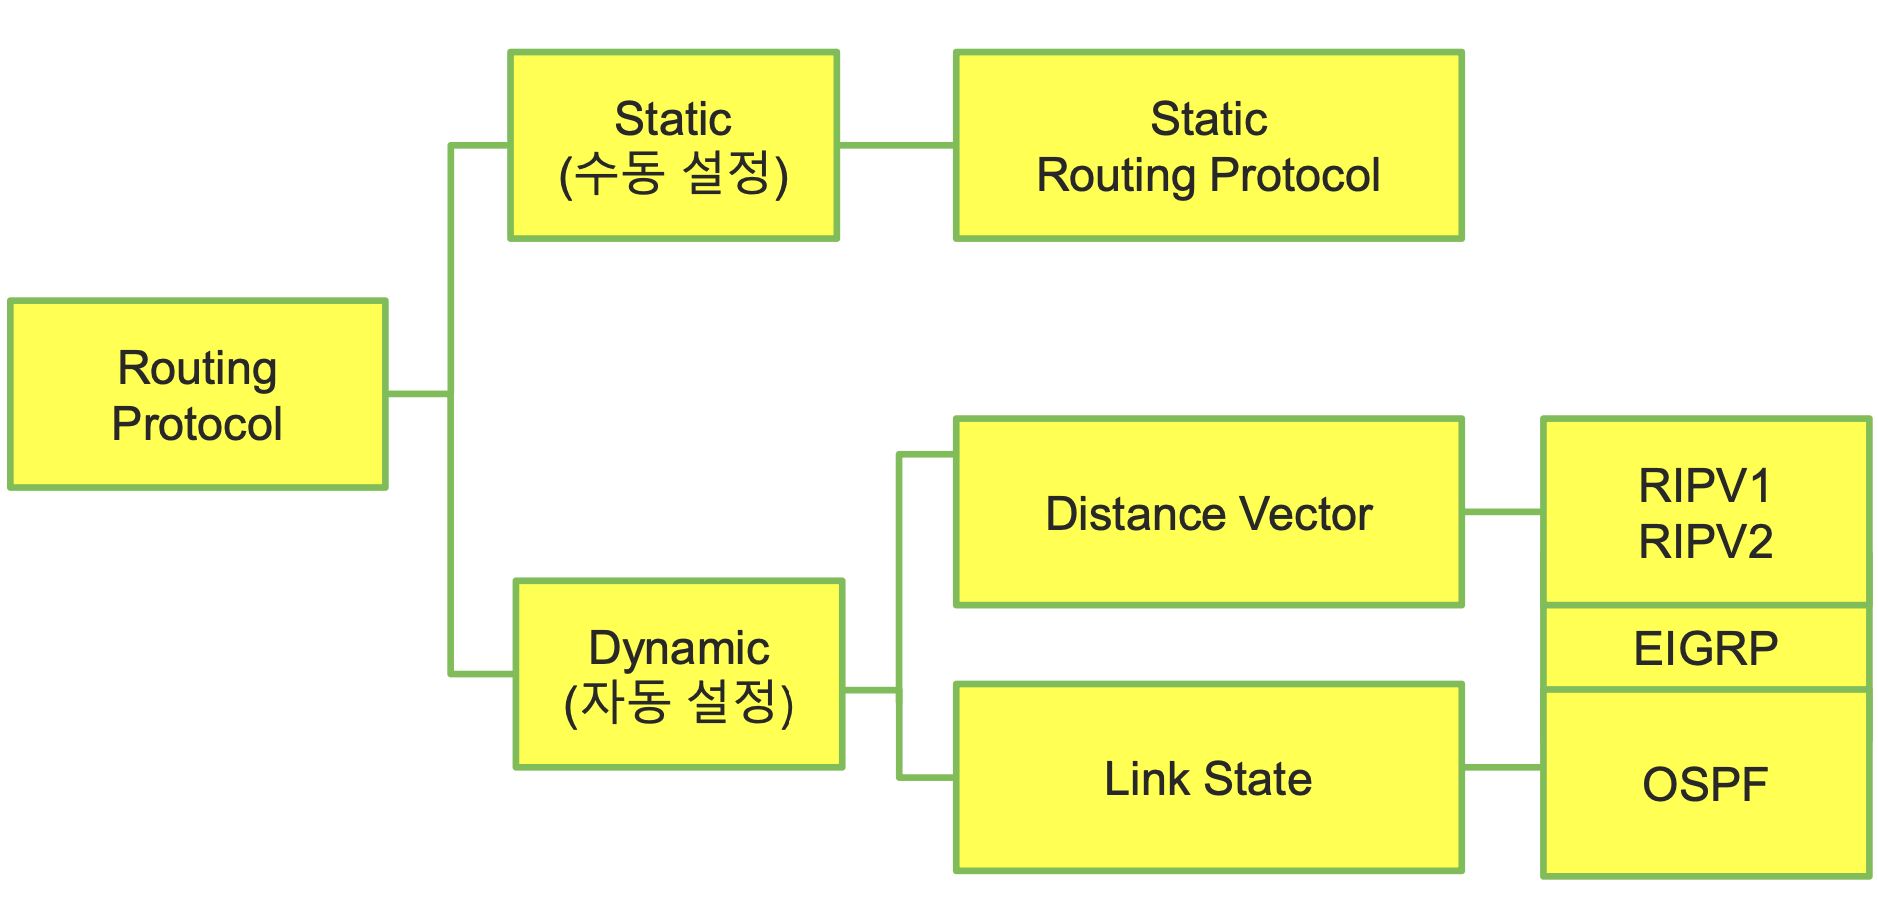 Static
(수동 설정)
Static
Routing Protocol
Routing
Protocol
Dynamic
(자동 설정)
Distance Vector
Link State
RIPV1
RIPV2
EIGRP
OSPF